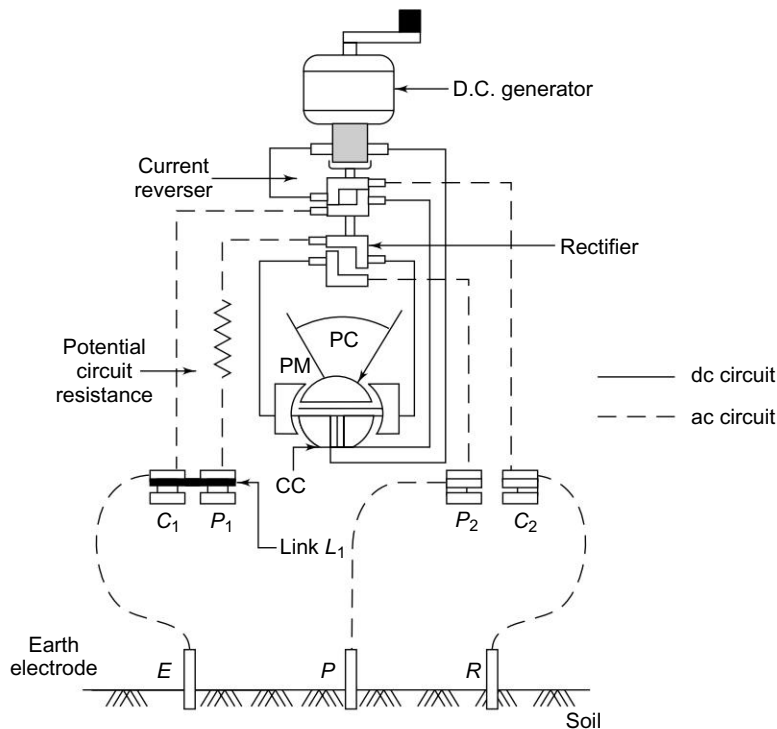 D.C. generator
Current
reverser
Rectifier
PC
PM
Potential
circuit
resistance
dc circuit
ac circuit
CC
C1
P1
P2
C2
Link L1
Earth
electrode
E
P
R
Soil